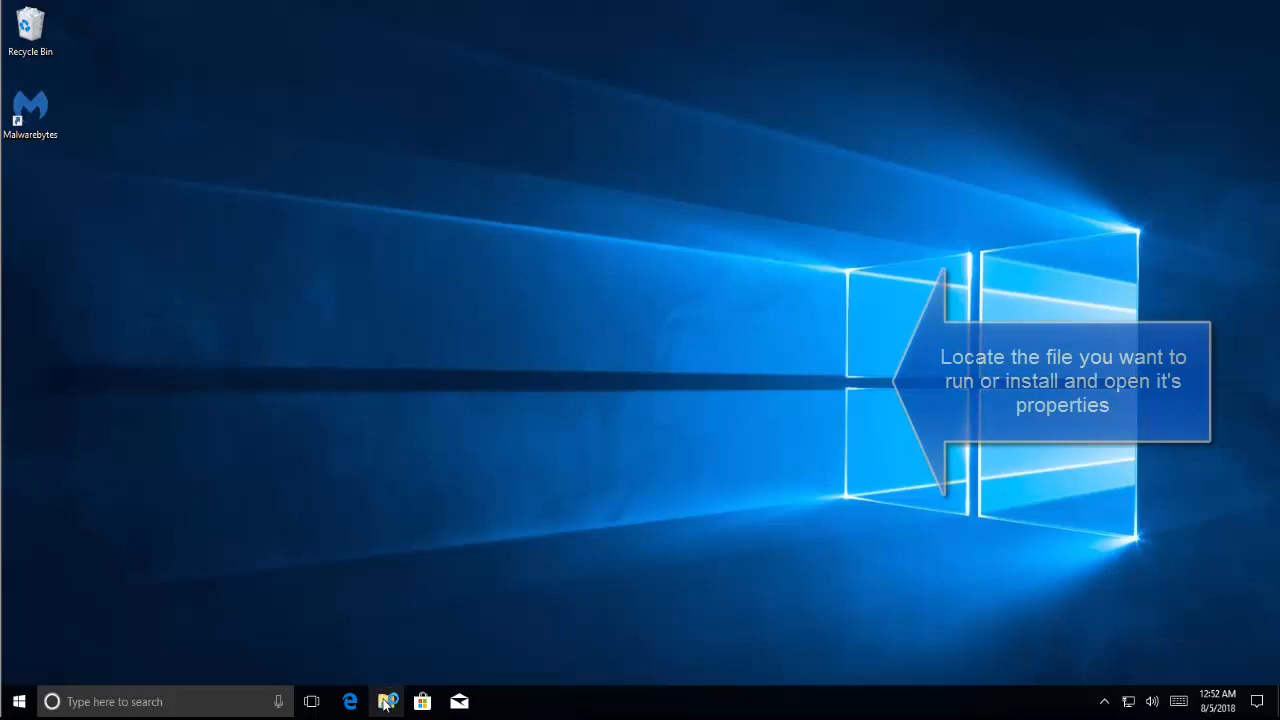 Recycle Bin
Malwarebytes
Locate the file you want to
run or install and open it's
properties
Type here to search
12:52 AM
8/5/2018